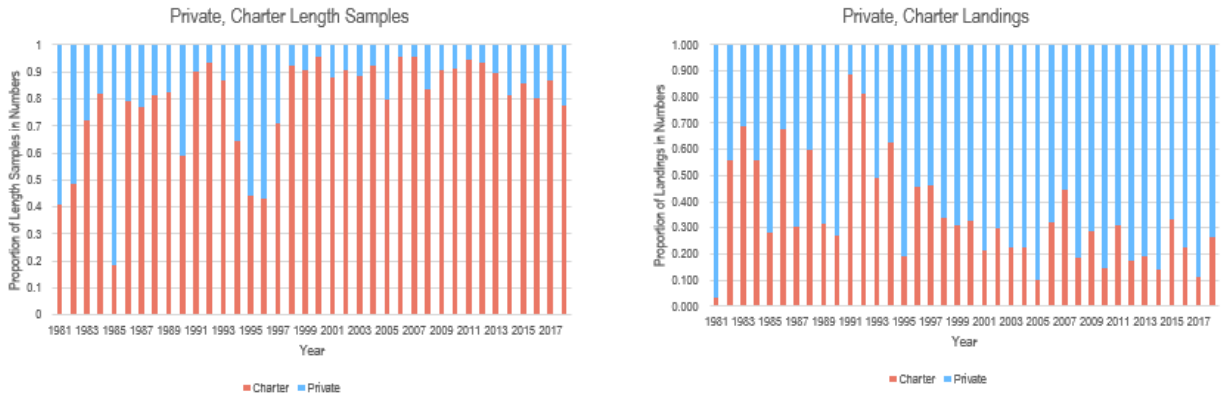 Private, Charter Length Samples
Proportion of Length Samples in Numbers
1
0.9
0.8
0.7
0.6
0.5
0.4
0.3
0.2
0.1
0
1981 1983 1985 1987 1989 1991 1993 1995 1997 1999 2001 2003 2005 2007 2009 2011 2013 2015 2017
Year
Charter Private
Private, Charter Landings
Proportion of Landings in Numbers
1.000
0.900
0.800
0.700
0.600
0.500
0.400
0.300
0.200
0.100
0.000
1981 1983 1985 1987 1989 1991 1993 1995 1997 1999 2001 2003 2005 2007 2009 2011 2013 2015 2017
Year
Charter Private